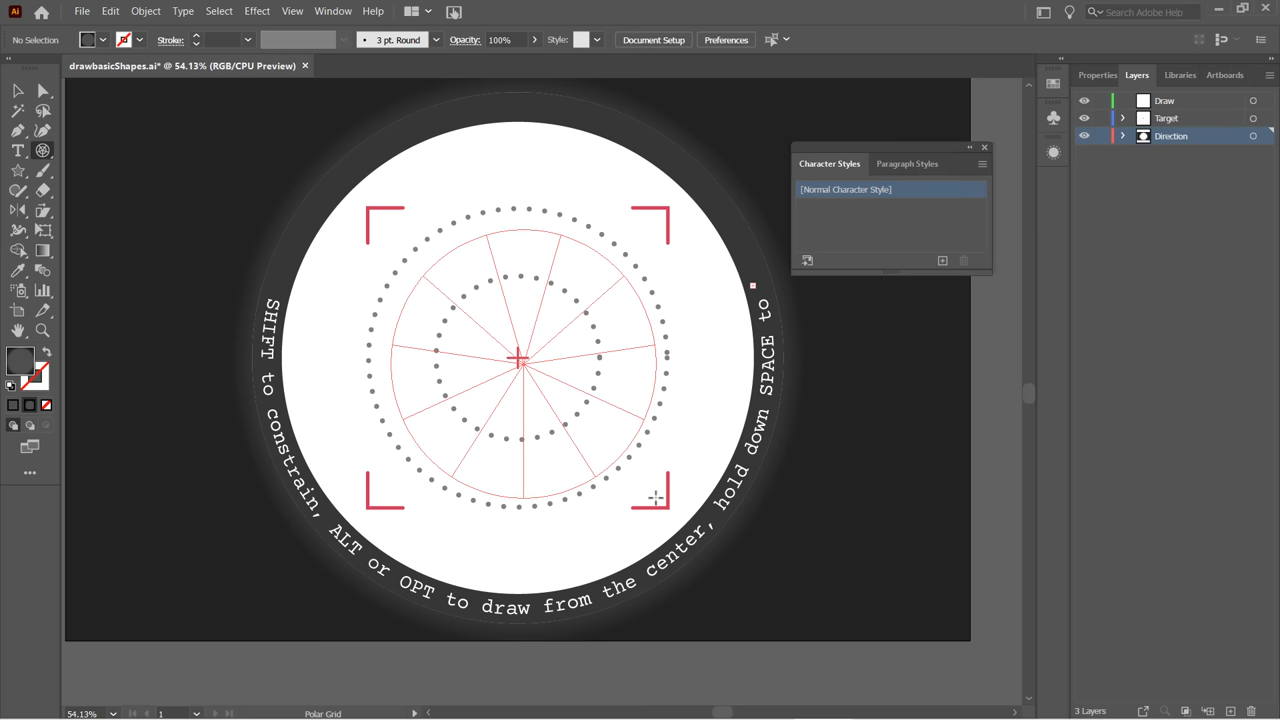 Ai File Edit Object Type Select Effect View Window Help Search Adobe Help
No Selection Stroke: 3 pt. Round Opacity: 100% Style: Document Setup Preferences
drawbasicShapes.ai* @ 54.13% (RGB/CPU Preview)
Properties Layers Libraries Artboards
Draw
Target
Direction
Character Styles Paragraph Styles
[Normal Character Style]
SHIFT to constrain, ALT or OPT to draw from the center, hold down SPACE to
54.13% 1 Polar Grid
3 Layers